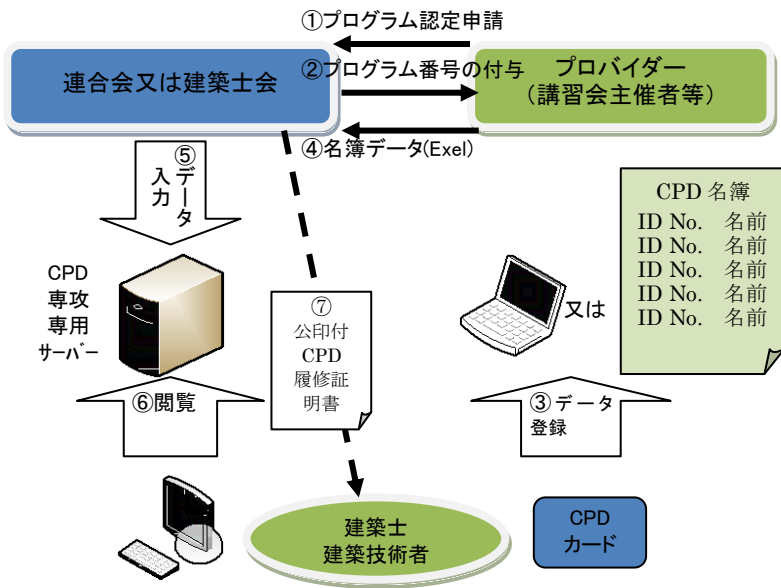 ①プログラム認定申請
連合会又は建築士会
②プログラム番号の付与
プロバイダー
（講習会主催者等）
④名簿データ(Exel)
⑤データ
入力
CPD 名簿
ID No. 名前
ID No. 名前
ID No. 名前
ID No. 名前
ID No. 名前
CPD
専攻
専用
ｻｰﾊﾞｰ
⑦
公印付
CPD
履修証
明書
又は
⑥閲覧
③データ
登録
建築士
建築技術者
CPD
カード